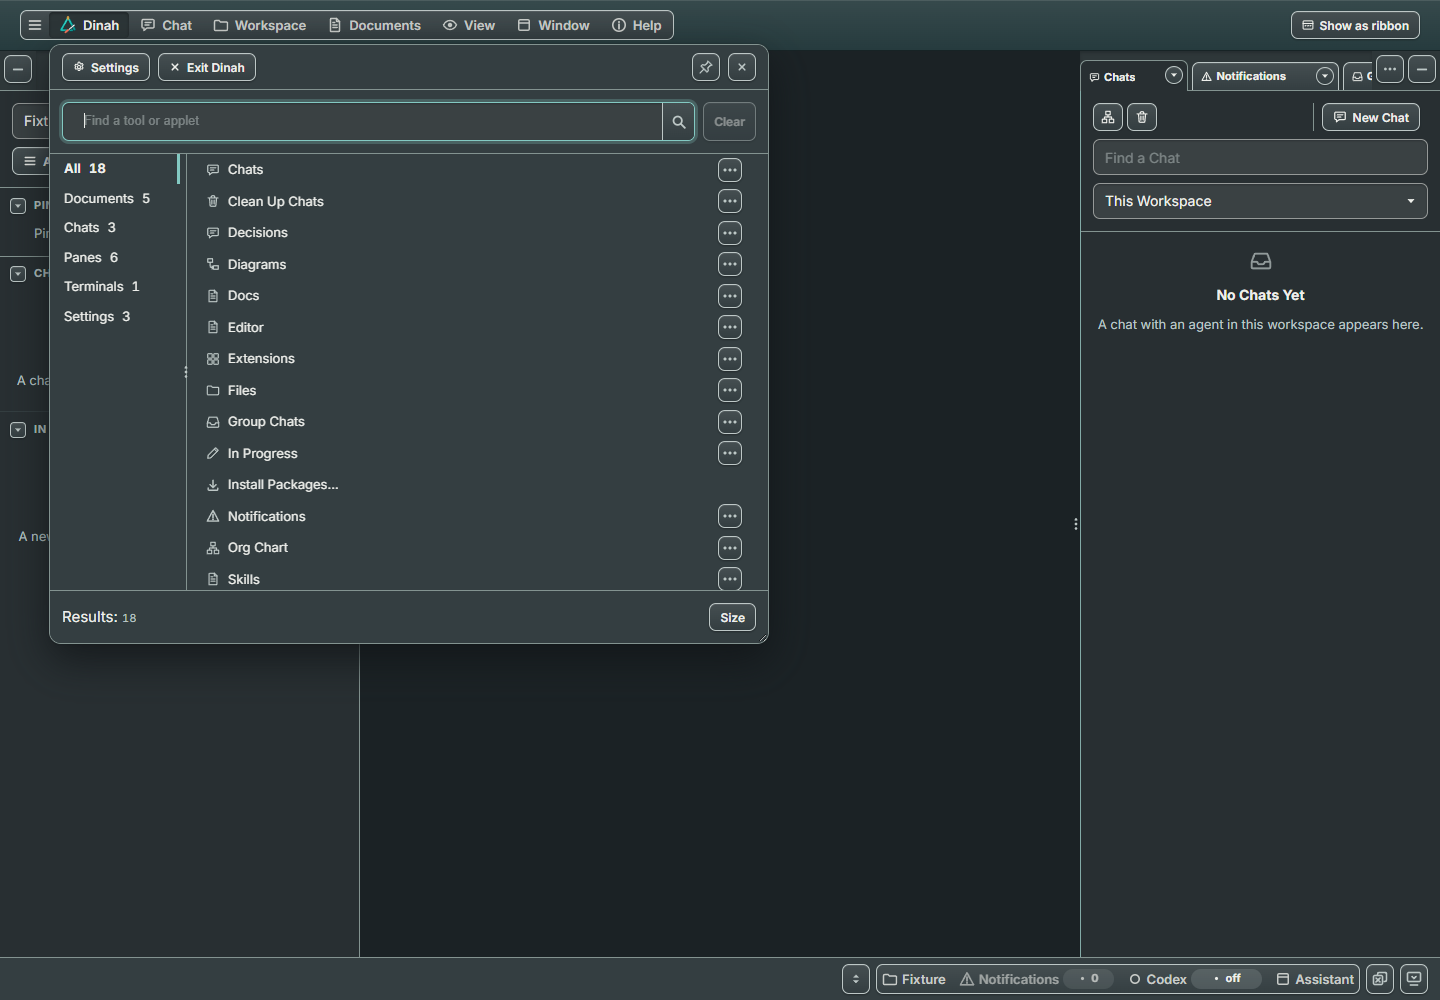 Dinah Chat Workspace Documents View Window Help Show as ribbon
Settings Exit Dinah
Find a tool or applet Clear
All 18
Documents 5
Chats 3
Panes 6
Terminals 1
Settings 3
Chats
Clean Up Chats
Decisions
Diagrams
Docs
Editor
Extensions
Files
Group Chats
In Progress
Install Packages...
Notifications
Org Chart
Skills
Results: 18 Size
Chats Notifications
New Chat
Find a Chat
This Workspace
No Chats Yet
A chat with an agent in this workspace appears here.
IN
Fixture Notifications · 0 Codex · off Assistant